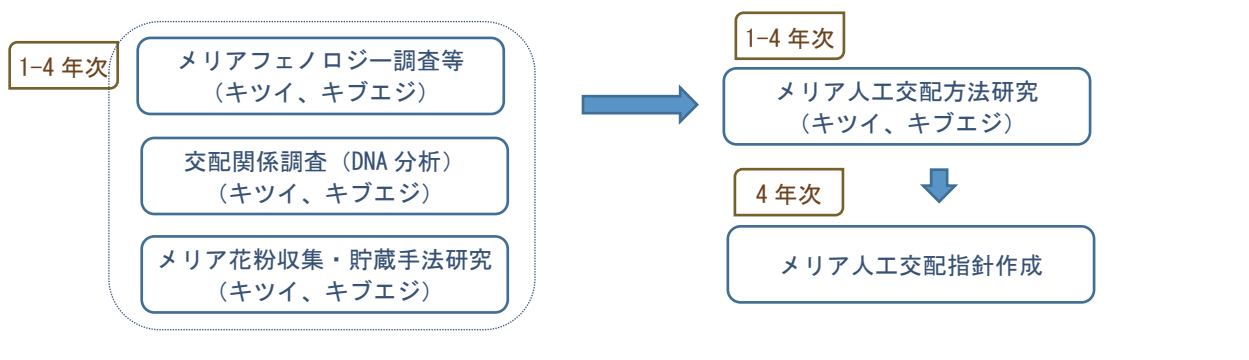 1-4 年次
メリアフェノロジー調査等
（キツイ、キブエジ）
交配関係調査（DNA 分析）
（キツイ、キブエジ）
メリア花粉収集・貯蔵手法研究
（キツイ、キブエジ）
1-4 年次
メリア人工交配方法研究
（キツイ、キブエジ）
4 年次
メリア人工交配指針作成